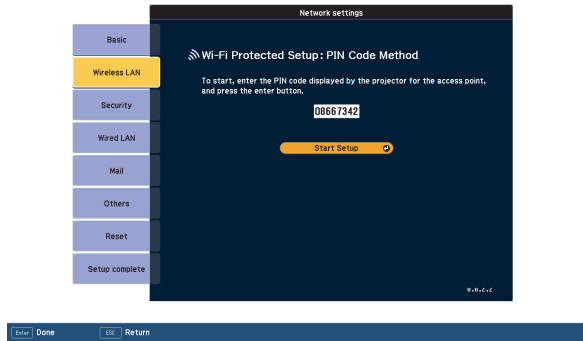 Network settings
Basic
Wireless LAN
Security
Wired LAN
Mail
Others
Reset
Setup complete
Wi-Fi Protected Setup: PIN Code Method
To start, enter the PIN code displayed by the projector for the access point,
and press the enter button.
08667342
Start Setup
Enter Done
ESC Return